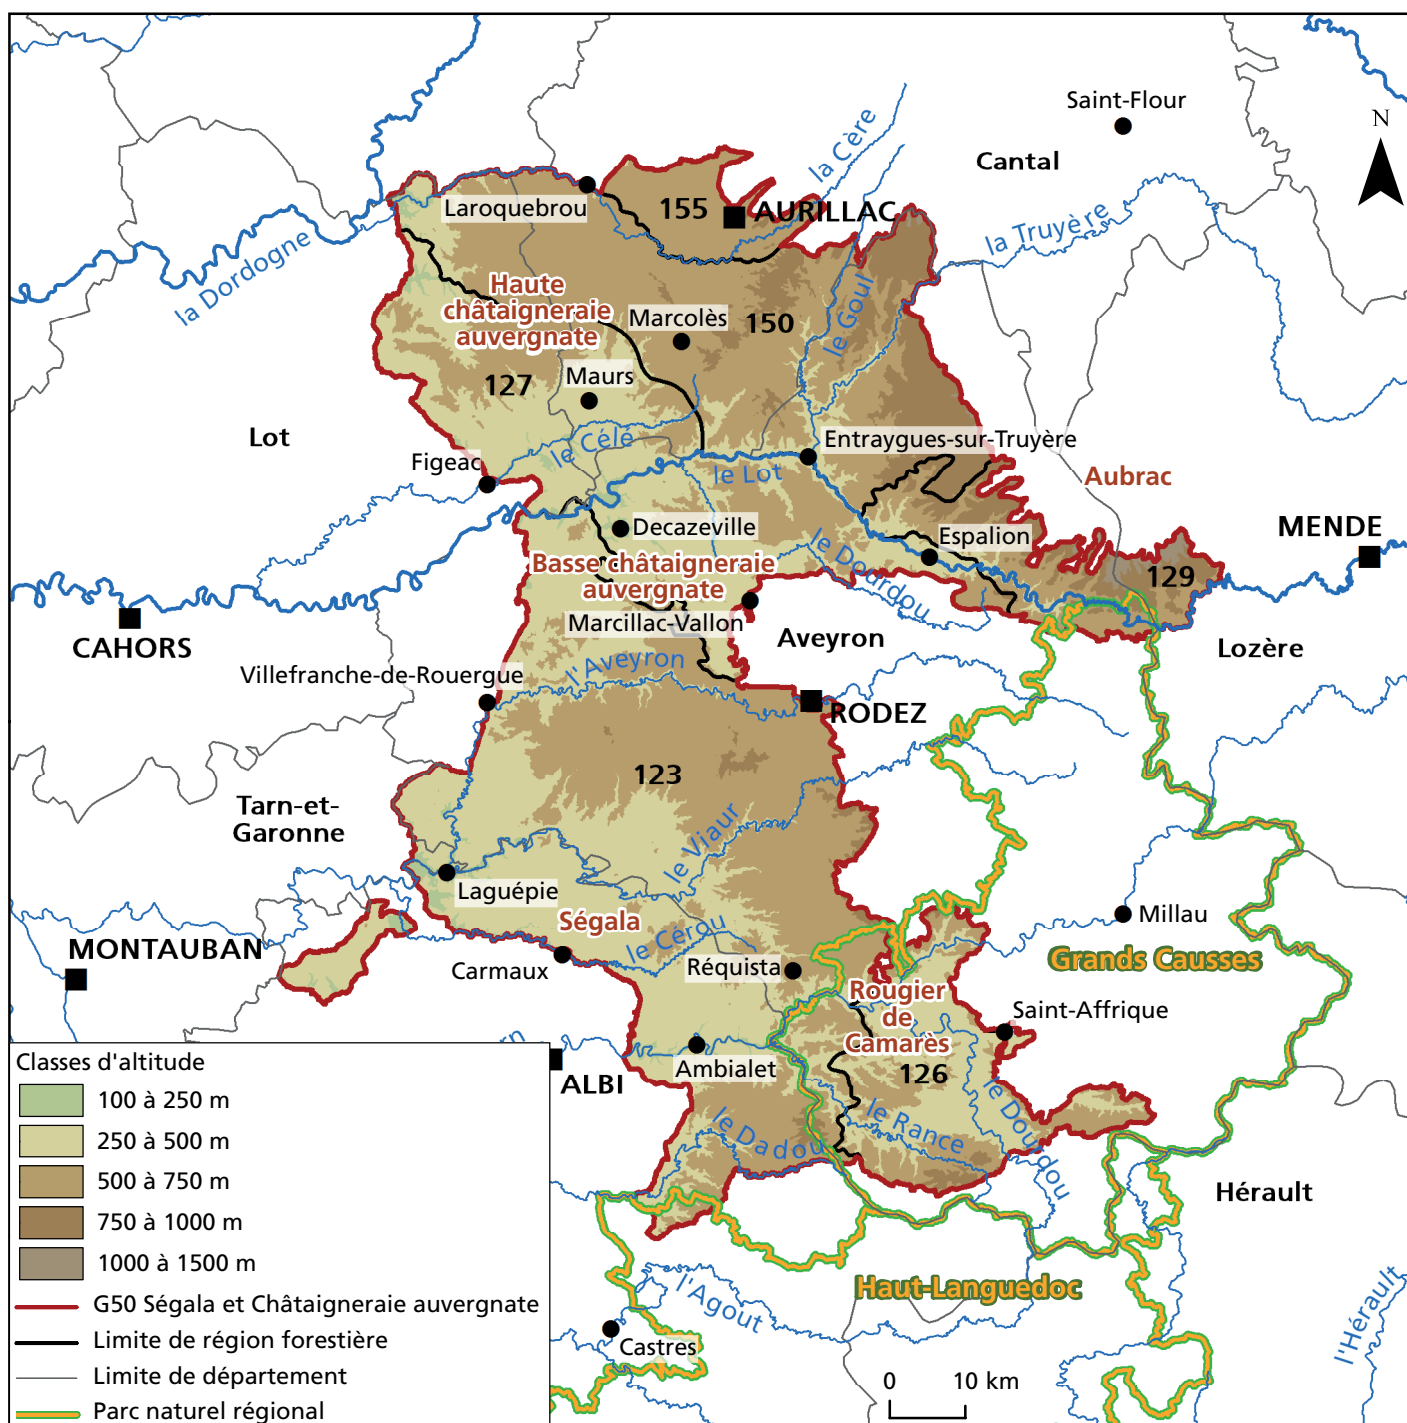 Saint-Flour
N
Cantal
la Cère
155
AURILLAC
Laroquebrou
la Truyère
la Dordogne
Haute
châtaigneraie
auvergnate
Marcolès
150
le Goul
127
Maurs
Lot
Entraygues-sur-Truyère
Figeac
le Célé
le Lot
Aubrac
Decazeville
Espalion
MENDE
Basse châtaigneraie
auvergnate
le Dourdou
129
CAHORS
Marcillac-Vallon
Aveyron
Lozère
Villefranche-de-Rouergue
l'Aveyron
RODEZ
123
Tarn-et-
Garonne
le Viaur
Laguépie
Ségala
Millau
MONTAUBAN
le Cérou
Carmaux
Réquista
Grands Causses
Rougier
de
Camarès
Saint-Affrique
126
Ambialet
ALBI
le Dourdou
le Rance
le Dadou
Hérault
Haut-Languedoc
l'Agout
l'Hérault
Castres
0 10 km
Classes d'altitude
100 à 250 m
250 à 500 m
500 à 750 m
750 à 1000 m
1000 à 1500 m
G50 Ségala et Châtaigneraie auvergnate
Limite de région forestière
Limite de département
Parc naturel régional